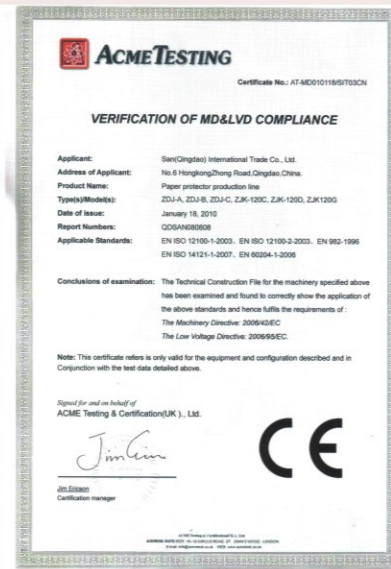 ACMETESTING
Certificate No.: AT-MD010118/SIT03CN
VERIFICATION OF MD&LVD COMPLIANCE
Applicant: San(Qingdao) International Trade Co., Ltd.
Address of Applicant: No.6 HongkongZhong Road,Qingdao,China.
Product Name: Paper protector production line
Type(s)/Model(s): ZDJ-A, ZDJ-B, ZDJ-C, ZJK-120C, ZJK-120D, ZJK120G
Date of issue: January 18, 2010
Report Numbers: QDSAN080808
Applicable Standards: EN ISO 12100-1-2003、EN ISO 12100-2-2003、EN 982-1996
EN ISO 14121-1-2007、EN 60204-1-2006
Conclusions of examination: The Technical Construction File for the machinery specified above
has been examined and found to correctly show the application of
the above standards and hence fulfils the requirements of :
The Machinery Directive: 2006/42/EC
The Low Voltage Directive: 2006/95/EC.
Note: This certificate refers is only valid for the equipment and configuration described and in
Conjunction with the test data detailed above.
Signed for and on behalf of
ACME Testing & Certification(UK )., Ltd.
CE
Jim Ericson
Certification manager